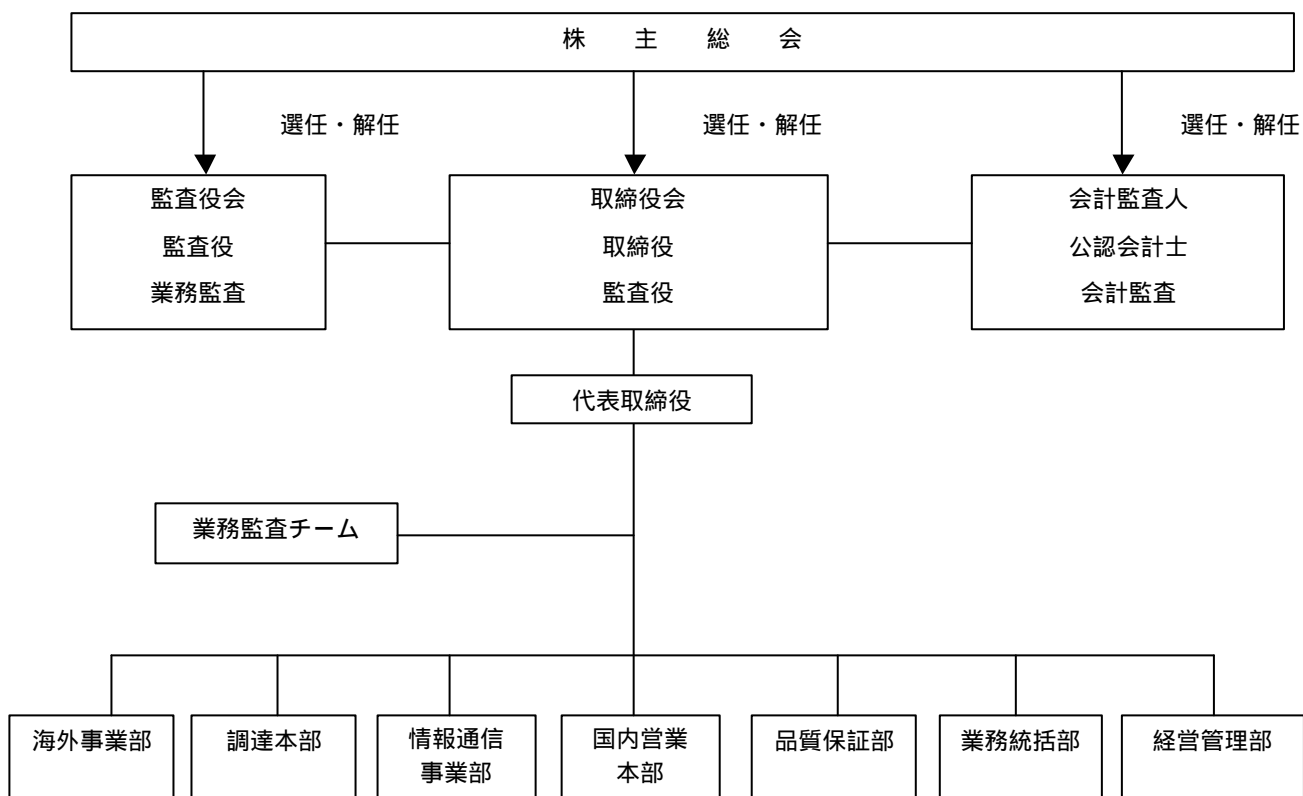 株 主 総 会
選任・解任
選任・解任
選任・解任
監査役会
監査役
業務監査
取締役会
取締役
監査役
会計監査人
公認会計士
会計監査
代表取締役
業務監査チーム
海外事業部
調達本部
情報通信
事業部
国内営業
本部
品質保証部
業務統括部
経営管理部